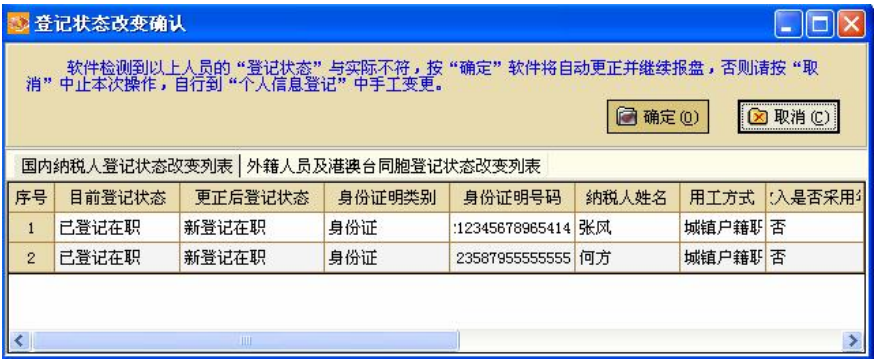 登记状态改变确认
软件检测到以上人员的“登记状态”与实际不符，按“确定”软件将自动更正并继续报盘，否则请按“取
消”中止本次操作，自行到“个人信息登记”中手工变更。
确定(O) 取消(C)
国内纳税人登记状态改变列表 外籍人员及港澳台同胞登记状态改变列表
序号 目前登记状态 更正后登记状态 身份证明类别 身份证明号码 纳税人姓名 用工方式 入是否采用
1 已登记在职 新登记在职 身份证 12345678965414 张风 城镇户籍职 否
2 已登记在职 新登记在职 身份证 23587955555555 何方 城镇户籍职 否